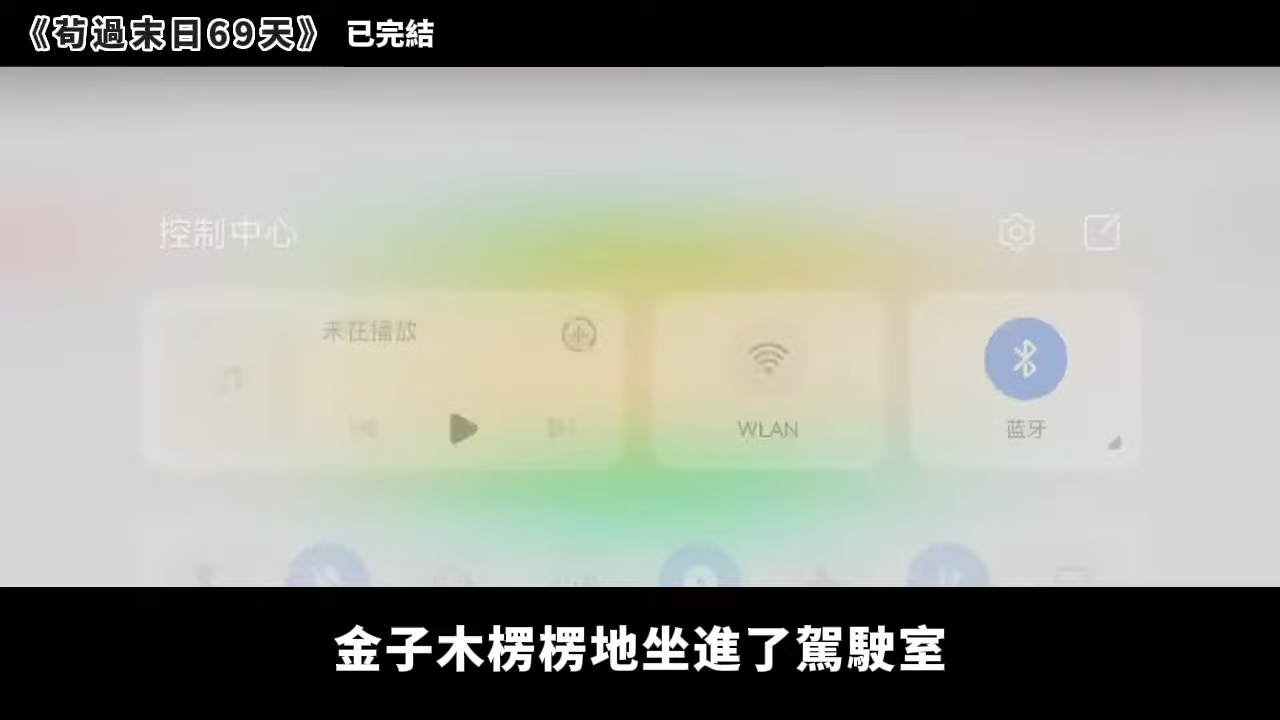 《苟過末日69天》 已完結
控制中心
未在播放
WLAN
蓝牙
金子木楞楞地坐進了駕駛室